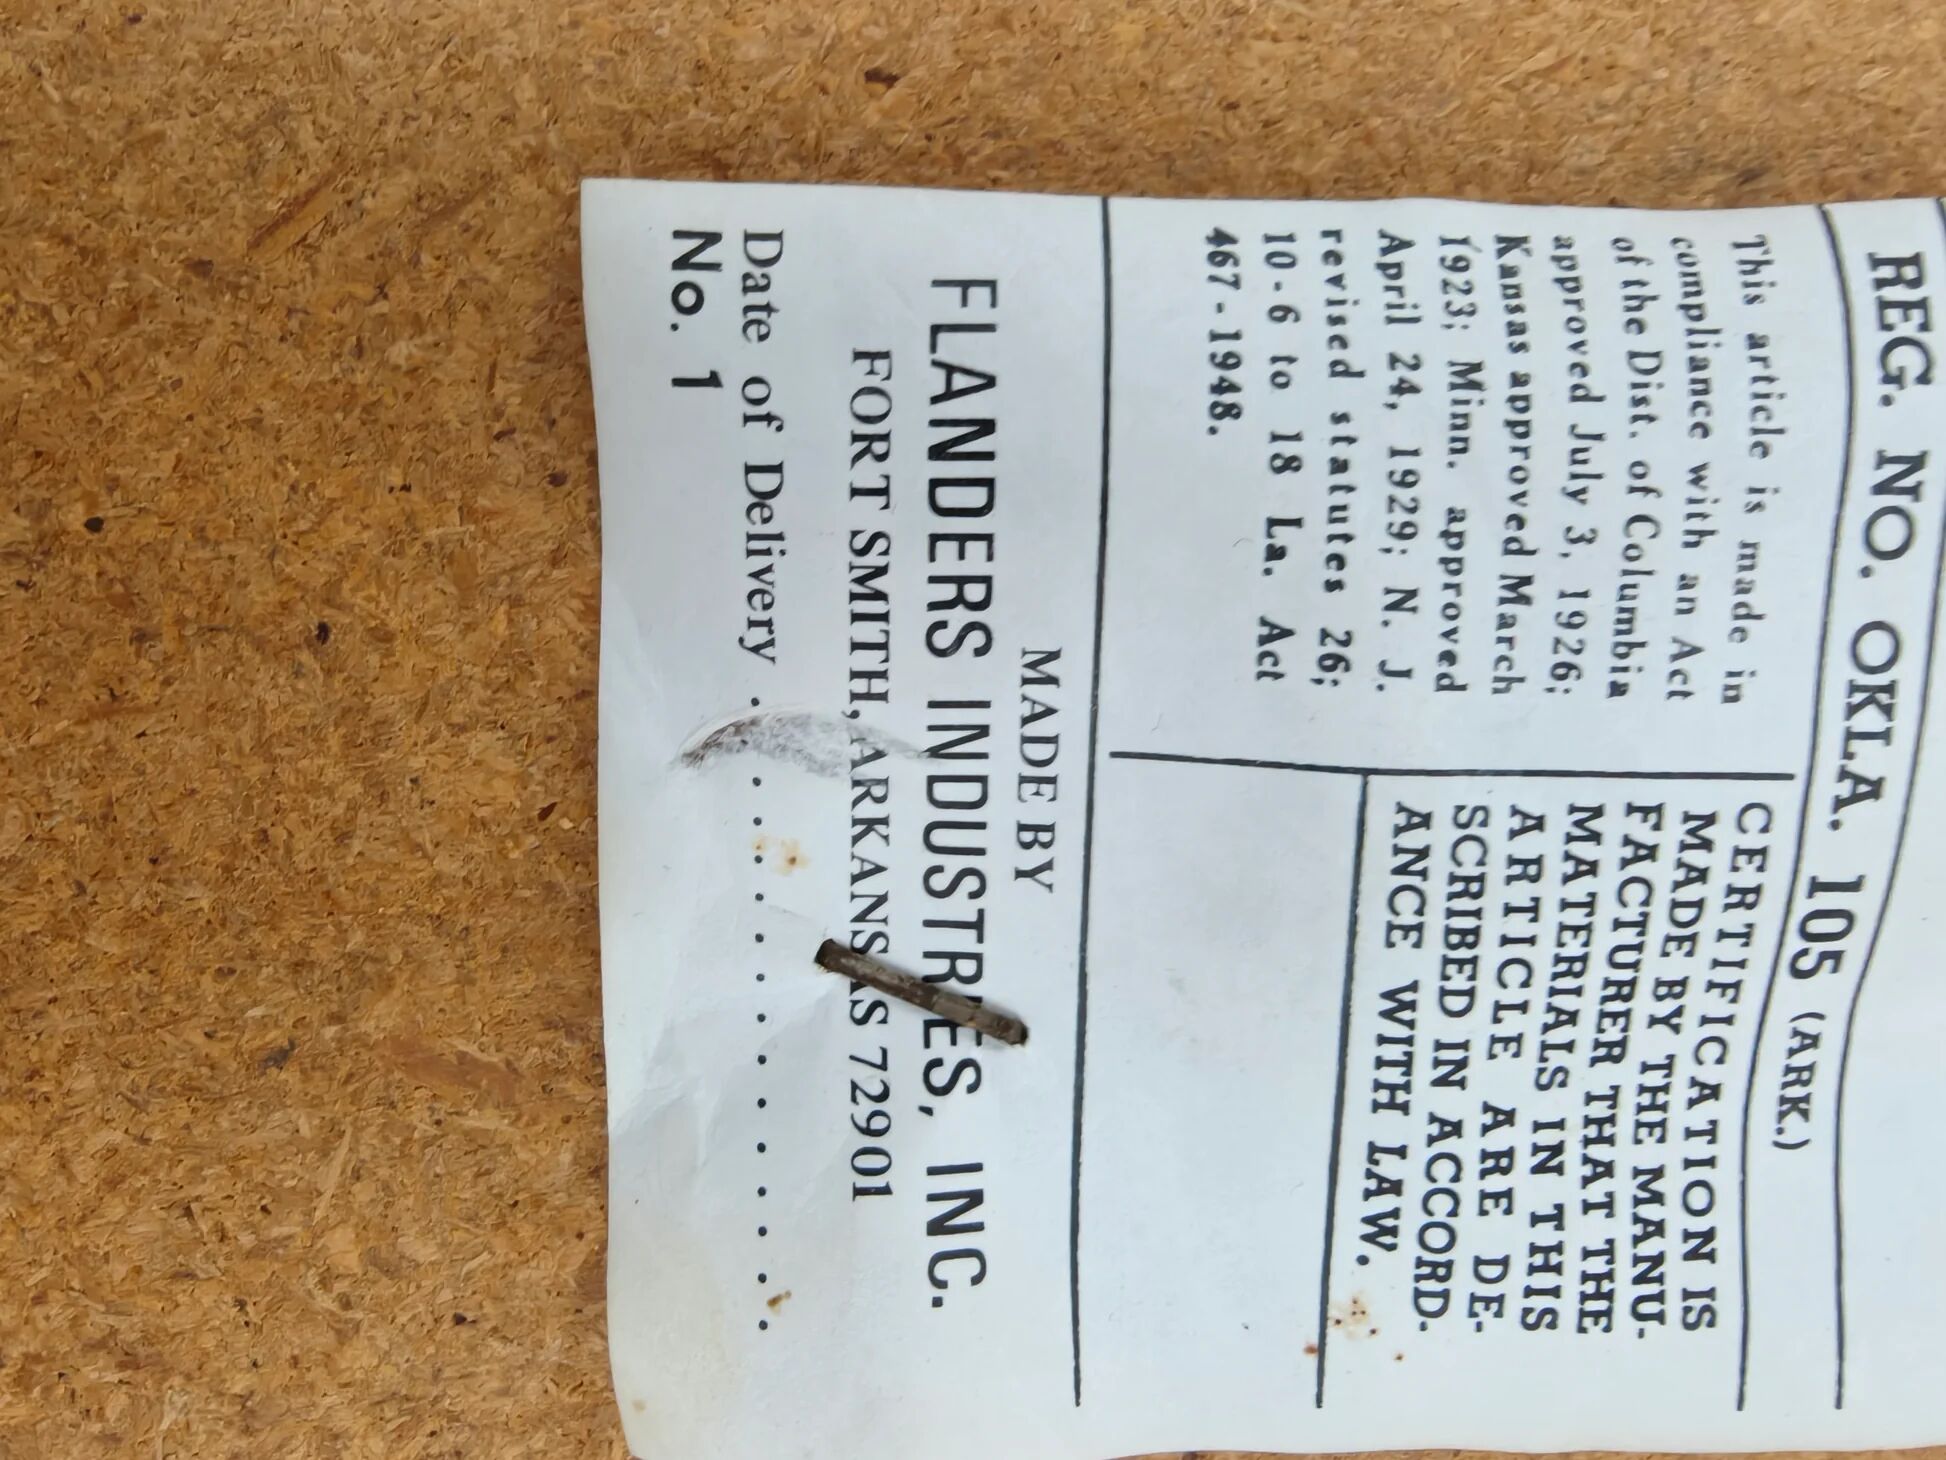 REG. NO. OKLA. 105 (ARK.)
This article is made in
compliance with an Act
of the Dist. of Columbia
approved July 3, 1926;
Kansas approved March
1923; Minn. approved
April 24, 1929; N. J.
revised statutes 26;
10-6 to 18 La. Act
467-1948.
CERTIFICATION IS
MADE BY THE MANU-
FACTURER THAT THE
MATERIALS IN THIS
ARTICLE ARE DE-
SCRIBED IN ACCORD-
ANCE WITH LAW.
MADE BY
FLANDERS INDUSTRIES, INC.
FORT SMITH, ARKANSAS 72901
Date of Delivery . . . . . . . . . . .
No. 1